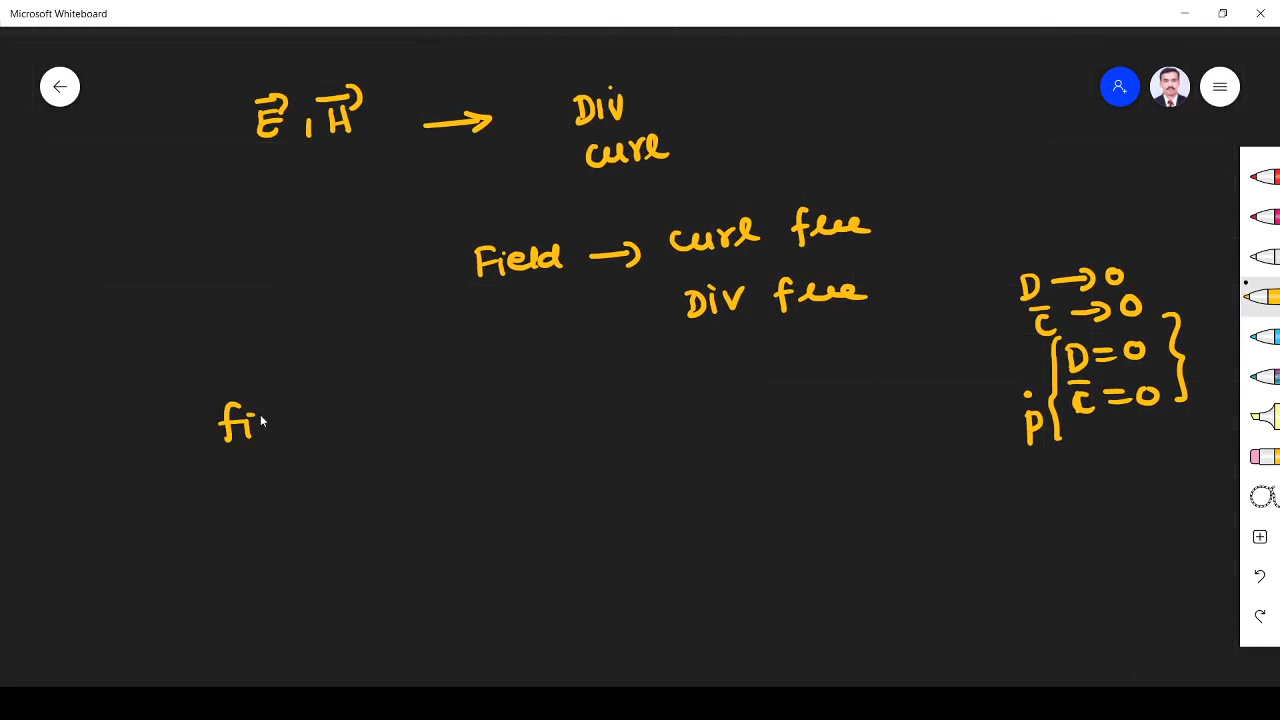 Microsoft Whiteboard
E⃗ , H⃗ → Div
curl
Field → curl free
Div free
D → 0
C → 0
D = 0
C = 0
p
fi